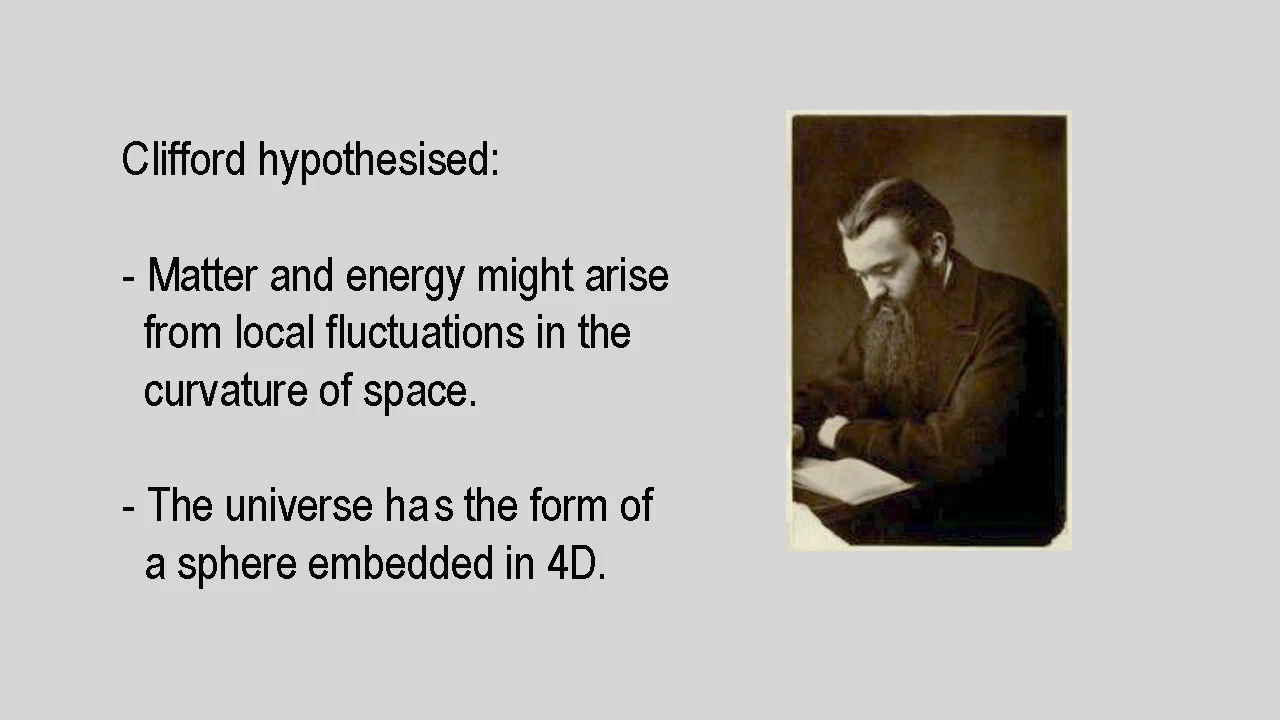 Clifford hypothesised:
- Matter and energy might arise
from local fluctuations in the
curvature of space.
- The universe has the form of
a sphere embedded in 4D.